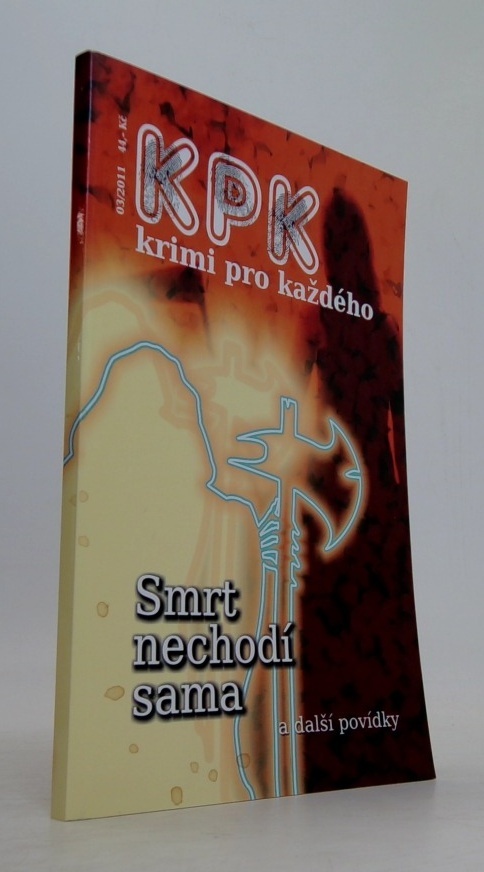 03/2011 44,- Kč
KPK
krimi pro každého
Smrt
nechodí
sama
a další povídky